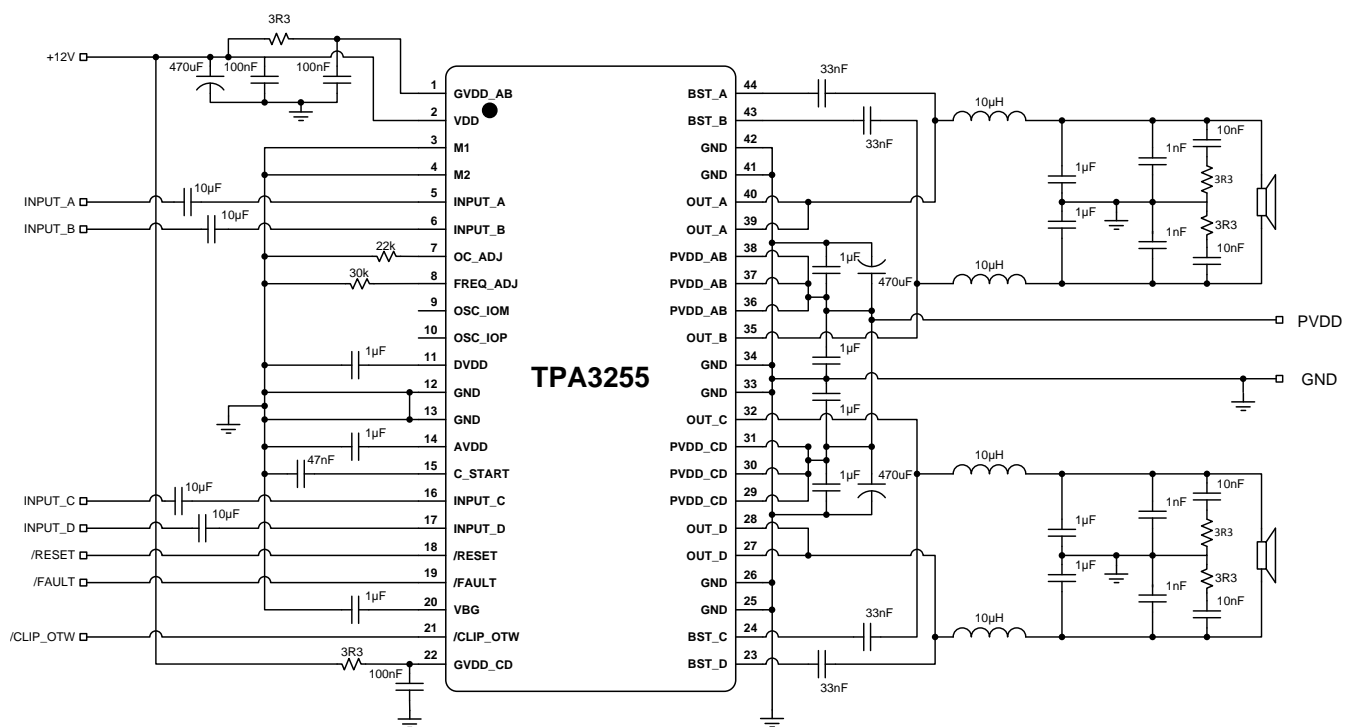 3R3
+12V
470uF
100nF
100nF
1
GVDD_AB
2
VDD
3
M1
4
M2
INPUT_A
10µF
5
INPUT_A
INPUT_B
10µF
6
INPUT_B
22k
7
OC_ADJ
30k
8
FREQ_ADJ
9
OSC_IOM
10
OSC_IOP
1µF
11
DVDD
12
GND
13
GND
1µF
14
AVDD
47nF
15
C_START
INPUT_C
10µF
16
INPUT_C
INPUT_D
10µF
17
INPUT_D
/RESET
18
/RESET
/FAULT
19
/FAULT
1µF
20
VBG
/CLIP_OTW
21
/CLIP_OTW
3R3
22
GVDD_CD
100nF
TPA3255
BST_A
44
33nF
BST_B
43
33nF
GND
42
GND
41
OUT_A
40
OUT_A
39
PVDD_AB
38
PVDD_AB
37
PVDD_AB
36
OUT_B
35
GND
34
GND
33
OUT_C
32
PVDD_CD
31
PVDD_CD
30
PVDD_CD
29
OUT_D
28
OUT_D
27
GND
26
GND
25
BST_C
24
33nF
BST_D
23
33nF
1µF
470uF
1µF
1µF
1µF
470uF
10µH
10µH
1µF
1µF
1nF
1nF
10nF
3R3
3R3
10nF
PVDD
GND
10µH
10µH
1µF
1µF
1nF
1nF
10nF
3R3
3R3
10nF